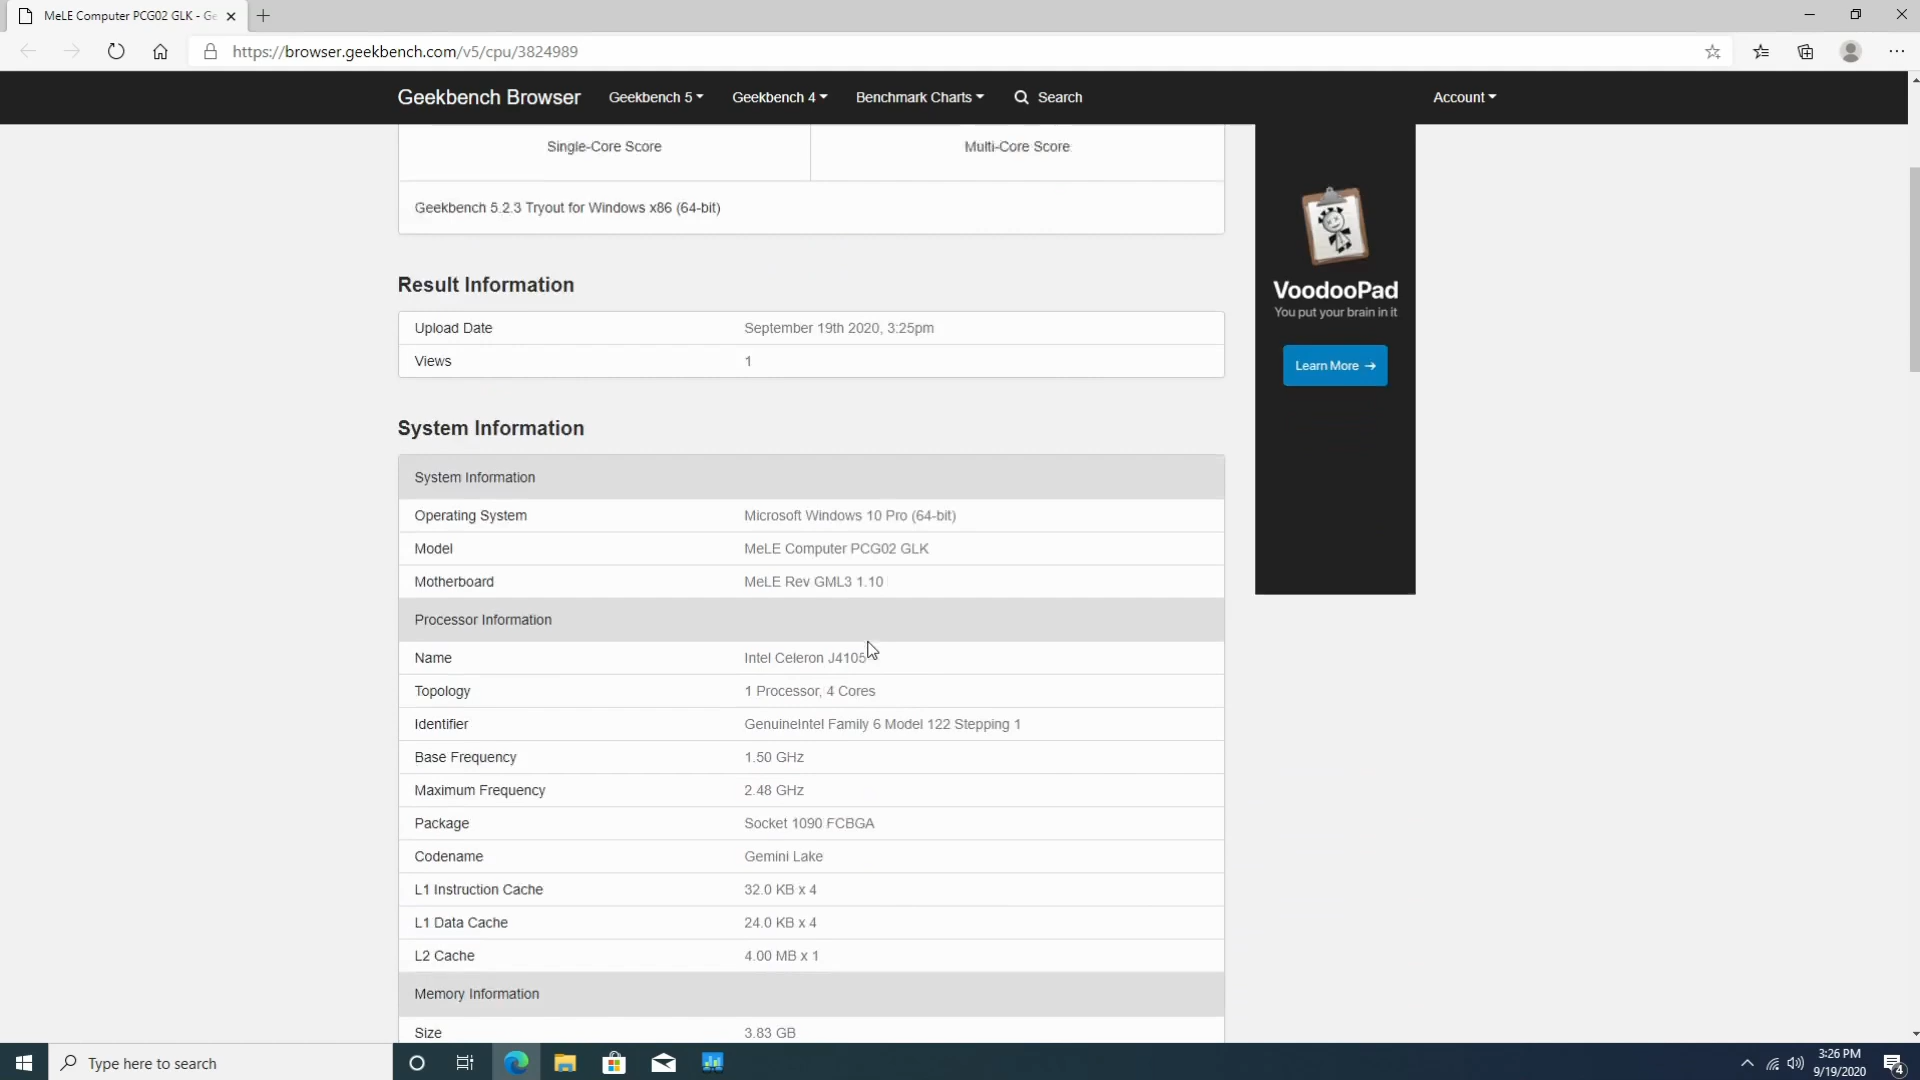 MeLE Computer PCG02 GLK - Ge
https://browser.geekbench.com/v5/cpu/3824989
Geekbench Browser Geekbench 5 Geekbench 4 Benchmark Charts Search Account
Single-Core Score Multi-Core Score
Geekbench 5.2.3 Tryout for Windows x86 (64-bit)
VoodooPad
You put your brain in it
Learn More →
Result Information
Upload Date September 19th 2020, 3:25pm
Views 1
System Information
System Information
Operating System Microsoft Windows 10 Pro (64-bit)
Model MeLE Computer PCG02 GLK
Motherboard MeLE Rev GML3 1.10
Processor Information
Name Intel Celeron J4105
Topology 1 Processor, 4 Cores
Identifier GenuineIntel Family 6 Model 122 Stepping 1
Base Frequency 1.50 GHz
Maximum Frequency 2.48 GHz
Package Socket 1090 FCBGA
Codename Gemini Lake
L1 Instruction Cache 32.0 KB x 4
L1 Data Cache 24.0 KB x 4
L2 Cache 4.00 MB x 1
Memory Information
Size 3.83 GB
Type here to search
3:26 PM
9/19/2020
4